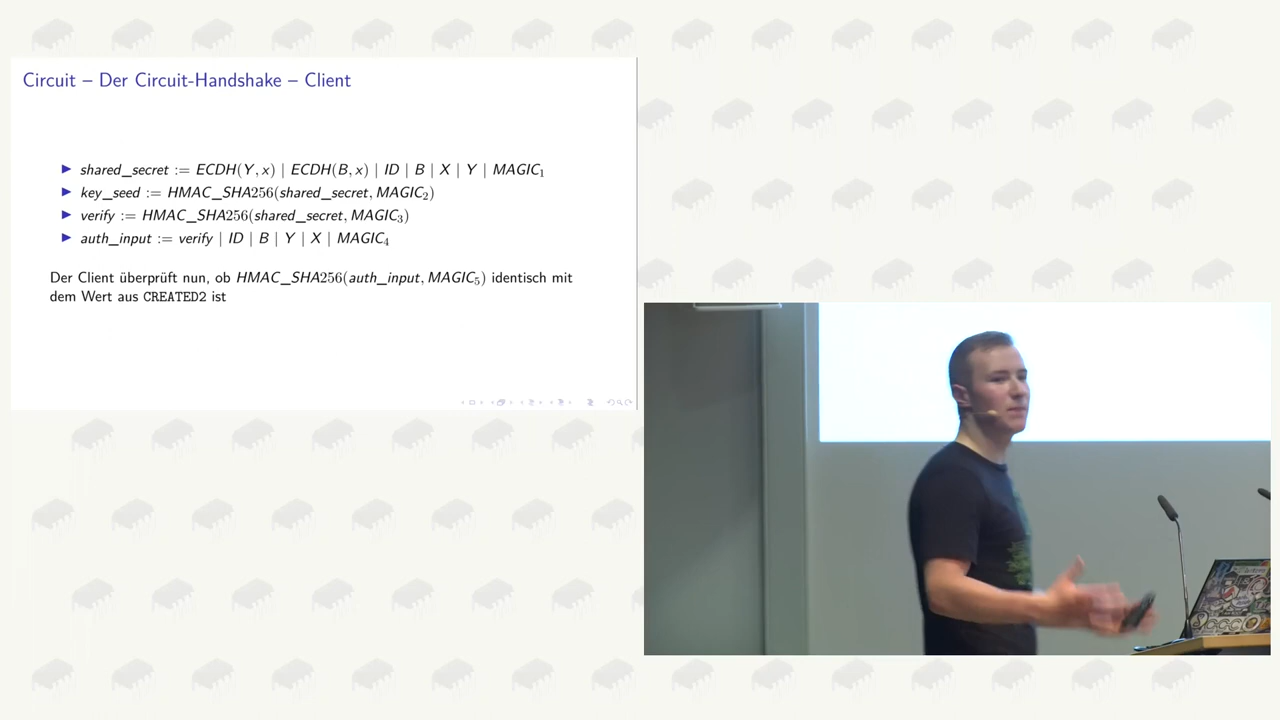 Circuit – Der Circuit-Handshake – Client
▶ shared_secret := ECDH(Y, x) | ECDH(B, x) | ID | B | X | Y | MAGIC₁
▶ key_seed := HMAC_SHA256(shared_secret, MAGIC₂)
▶ verify := HMAC_SHA256(shared_secret, MAGIC₃)
▶ auth_input := verify | ID | B | Y | X | MAGIC₄
Der Client überprüft nun, ob HMAC_SHA256(auth_input, MAGIC₅) identisch mit
dem Wert aus CREATED2 ist